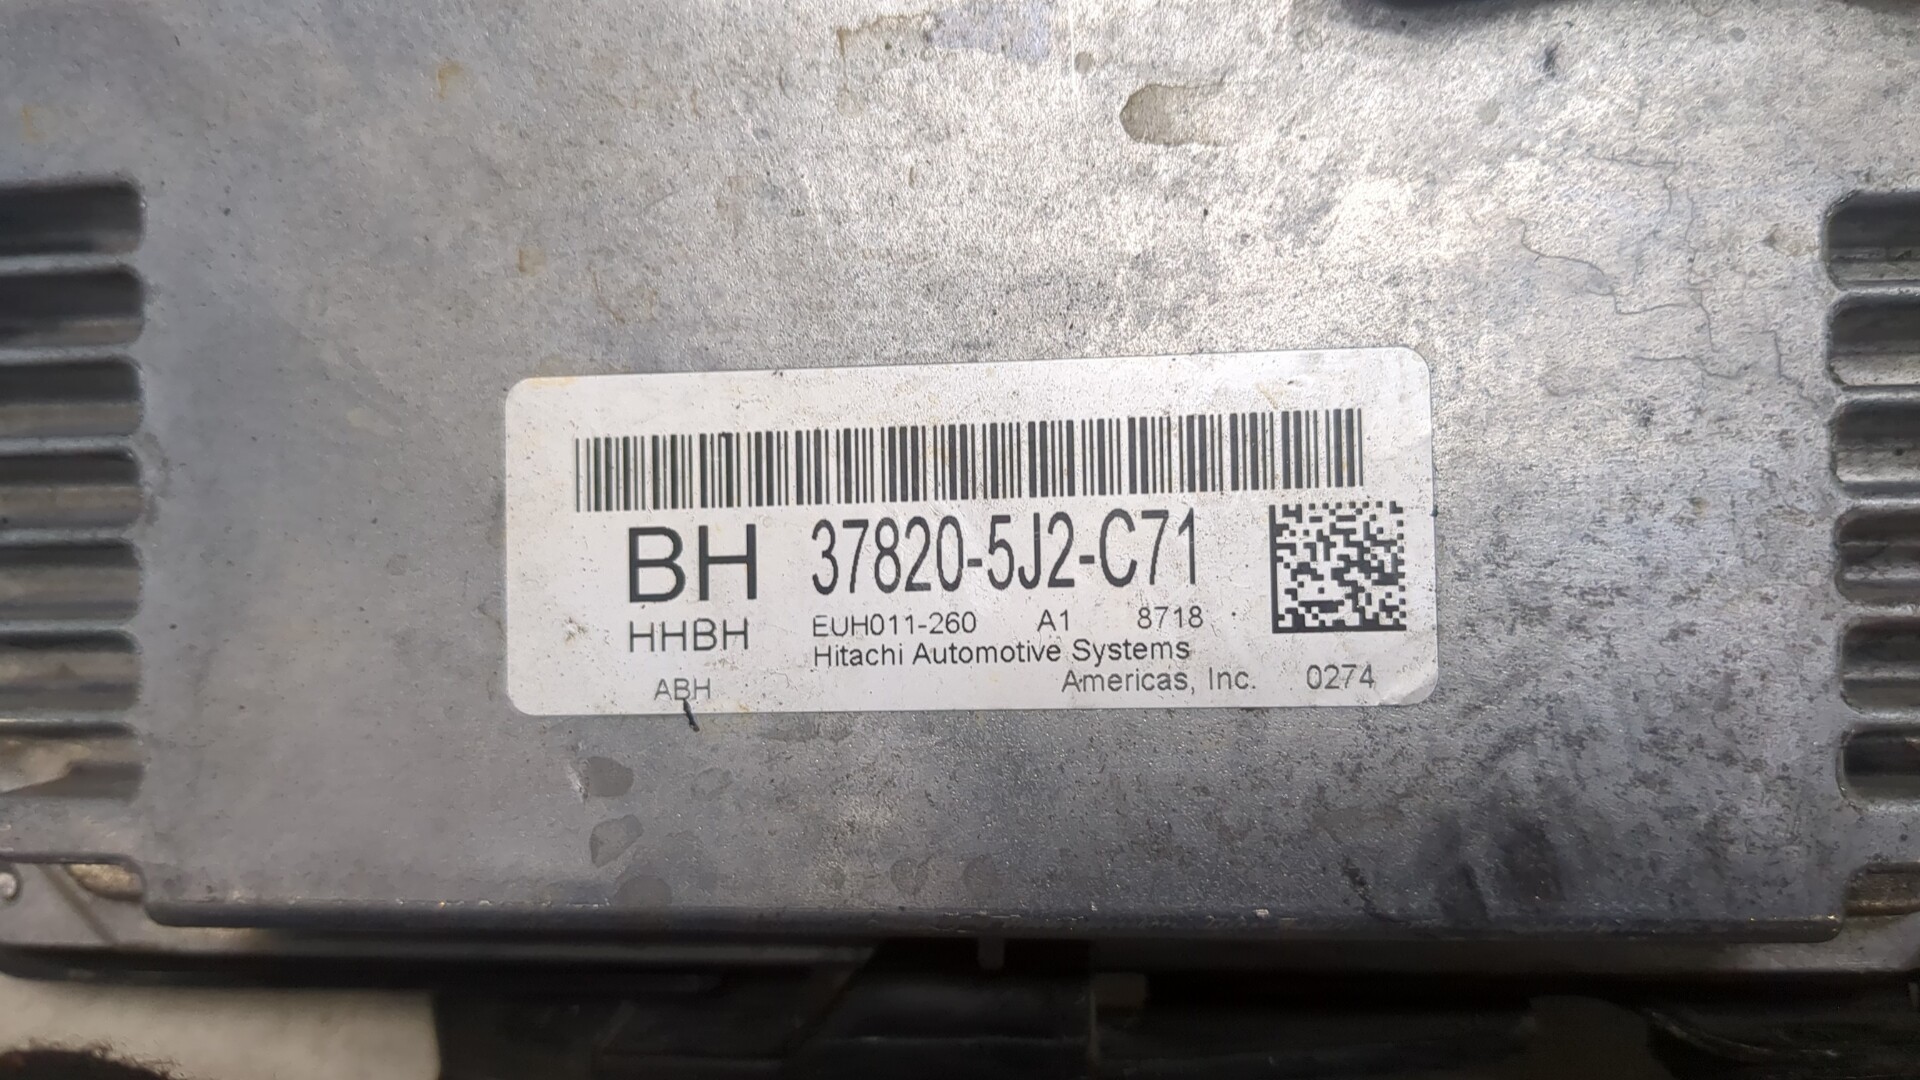 BH 37820-5J2-C71
HHBH EUH011-260 A1 8718
Hitachi Automotive Systems
ABH Americas, Inc. 0274